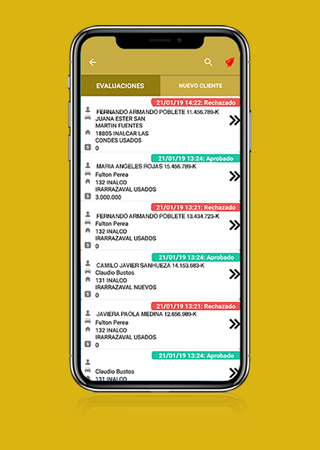 EVALUACIONES
NUEVO CLIENTE
21/01/19 14:22: Rechazado
FERNANDO ARMANDO POBLETE 11.456.789-K
JUANA ESTER SAN
MARTIN FUENTES
18805 INALCAR LAS
CONDES USADOS
0
21/01/19 13:24: Aprobado
MARIA ANGELES ROJAS 15.456.789-K
Fulton Perea
132 INALCO
IRARRAZAVAL USADOS
3.000.000
21/01/19 13:21: Rechazado
FERNANDO ARMANDO POBLETE 13.434.723-K
Fulton Perea
132 INALCO
IRARRAZAVAL USADOS
0
21/01/19 13:24: Aprobado
CAMILO JAVIER SANHUEZA 14.153.683-K
Claudio Bustos
131 INALCO
IRARRAZAVAL NUEVOS
0
21/01/19 13:21: Rechazado
JAVIERA PAOLA MEDINA 12.656.989-K
Fulton Perea
132 INALCO
IRARRAZAVAL USADOS
0
21/01/19 13:24: Aprobado
Claudio Bustos
131 INALCO